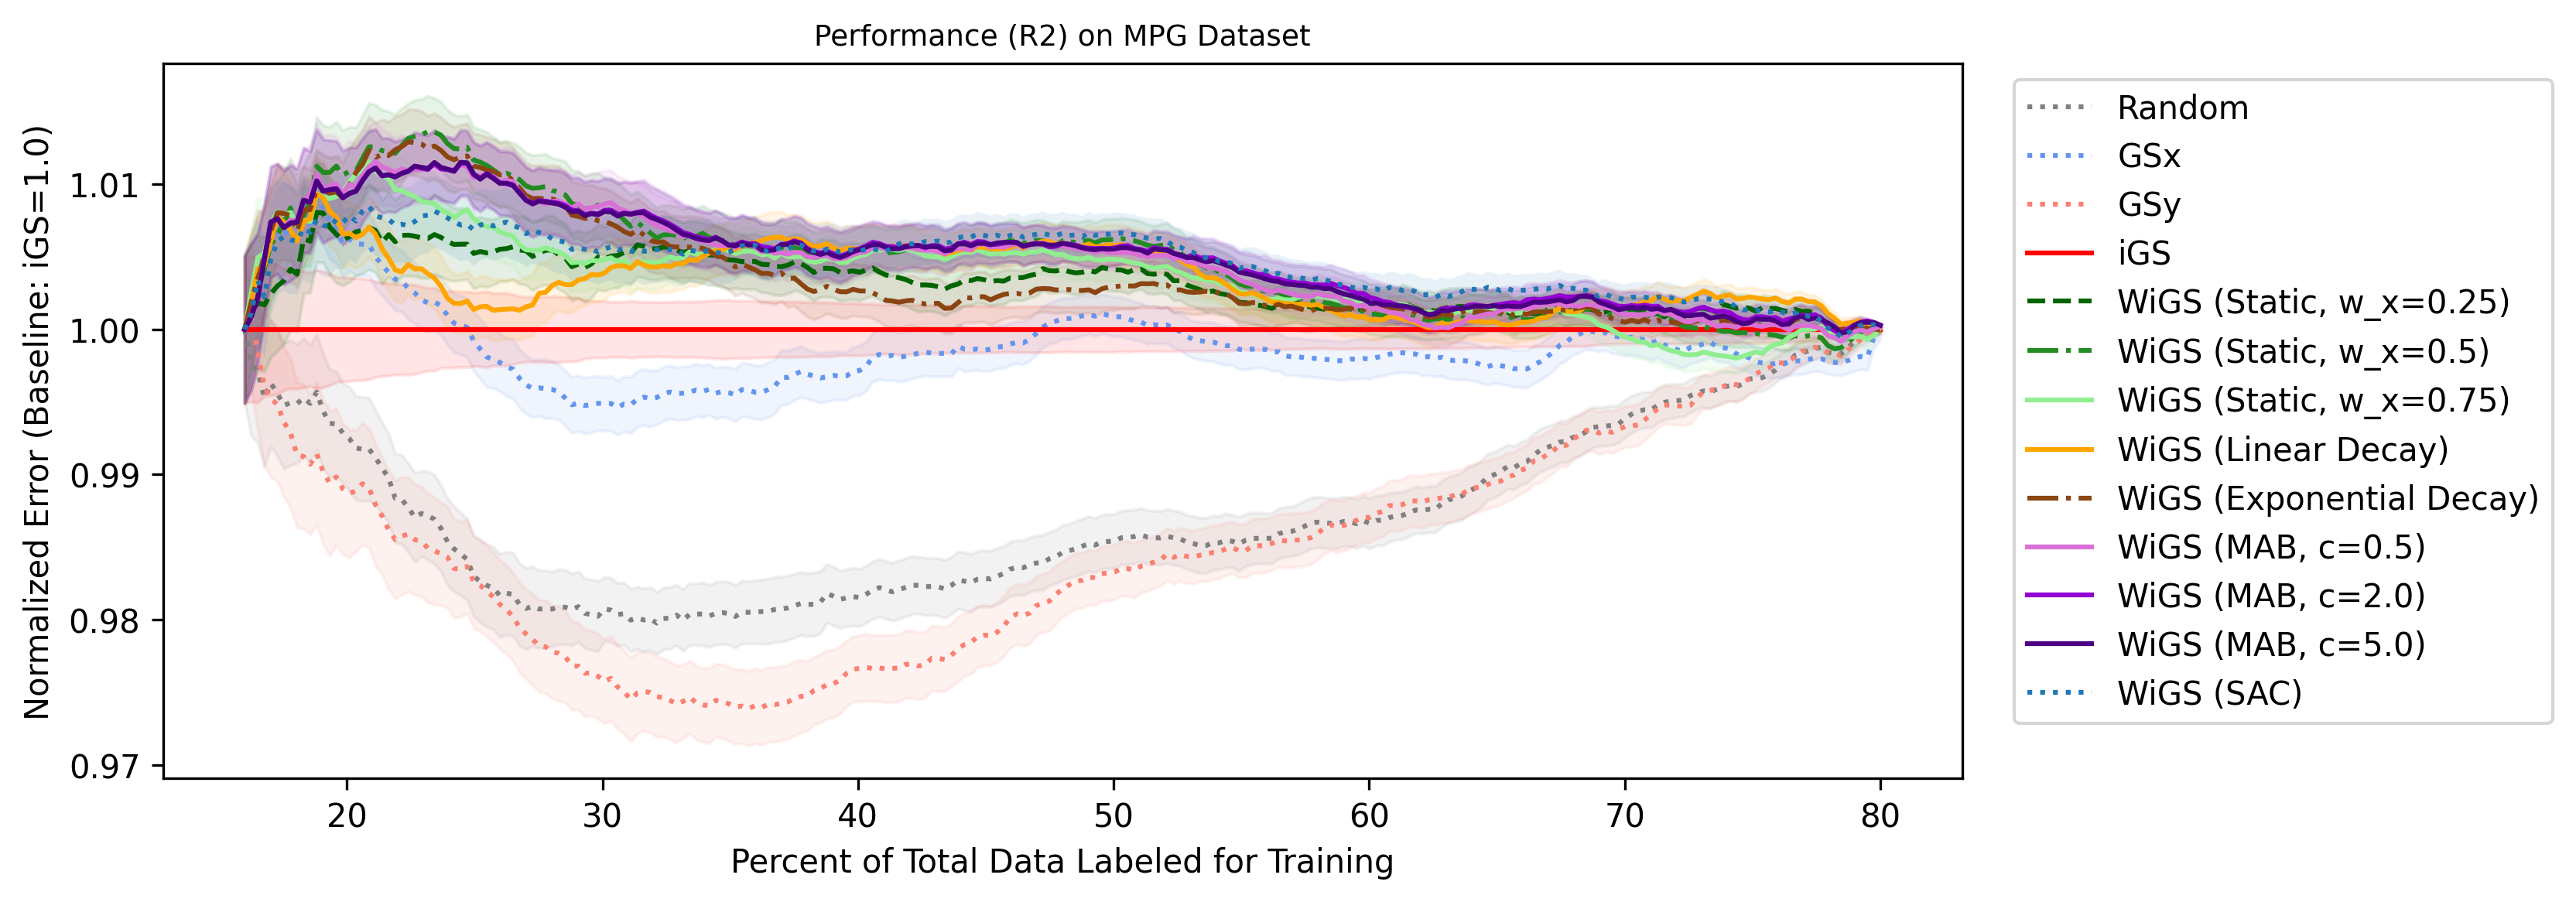 Performance (R2) on MPG Dataset
Normalized Error (Baseline: iGS=1.0)
1.01
1.00
0.99
0.98
0.97
20 30 40 50 60 70 80
Percent of Total Data Labeled for Training
Random
GSx
GSy
iGS
WiGS (Static, w_x=0.25)
WiGS (Static, w_x=0.5)
WiGS (Static, w_x=0.75)
WiGS (Linear Decay)
WiGS (Exponential Decay)
WiGS (MAB, c=0.5)
WiGS (MAB, c=2.0)
WiGS (MAB, c=5.0)
WiGS (SAC)